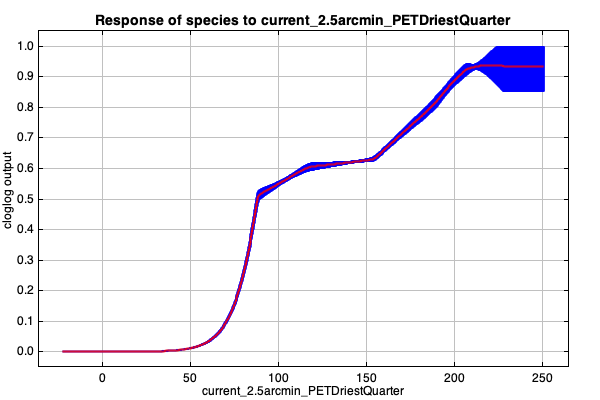 Response of species to current_2.5arcmin_PETDriestQuarter
1.0
0.9
0.8
0.7
0.6
0.5
0.4
0.3
0.2
0.1
0.0
cloglog output
0 50 100 150 200 250
current_2.5arcmin_PETDriestQuarter